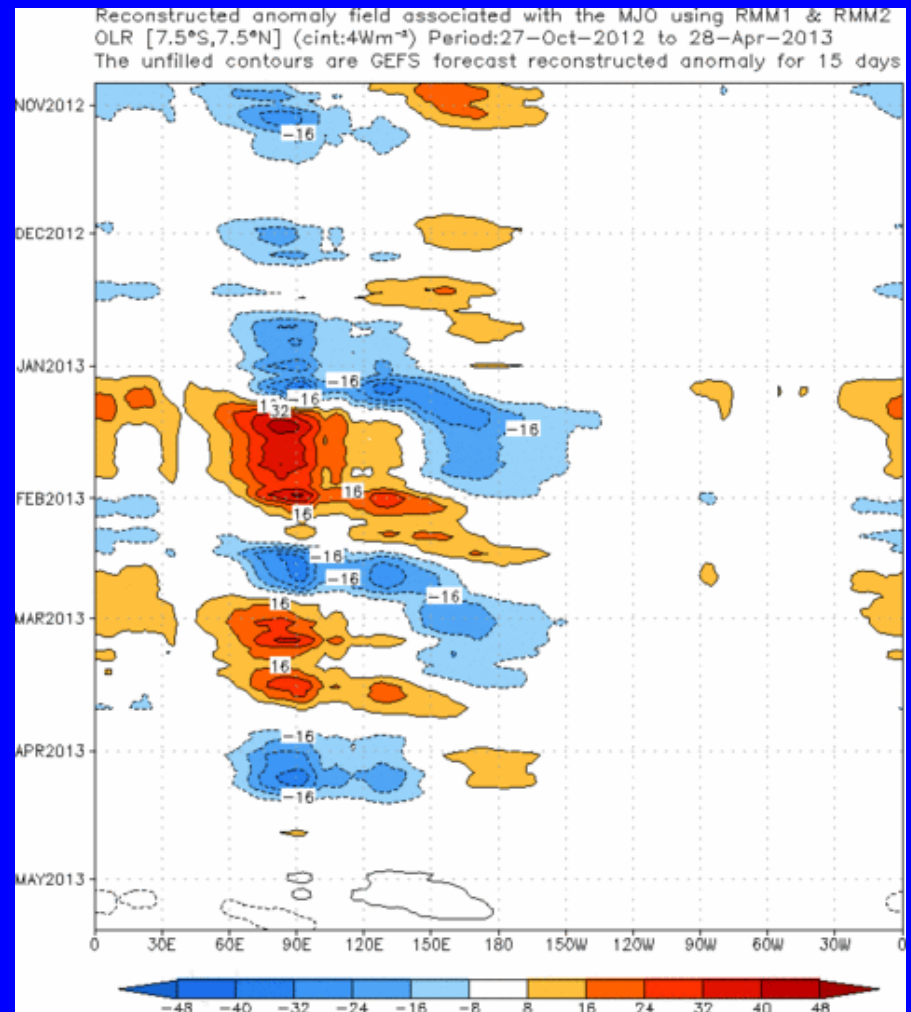 Reconstructed anomaly field associated with the MJO using RMM1 & RMM2
OLR [7.5°S,7.5°N] (cint:4Wm⁻²) Period:27-Oct-2012 to 28-Apr-2013
The unfilled contours are GEFS forecast reconstructed anomaly for 15 days
NOV2012
-16
DEC2012
JAN2013
-16
-16
32
-16
16
FEB2013
16
-16
-16
-16
16
MAR2013
16
-16
APR2013
-16
MAY2013
0 30E 60E 90E 120E 150E 180 150W 120W 90W 60W 30W 0
-48 -40 -32 -24 -16 -8 8 16 24 32 40 48